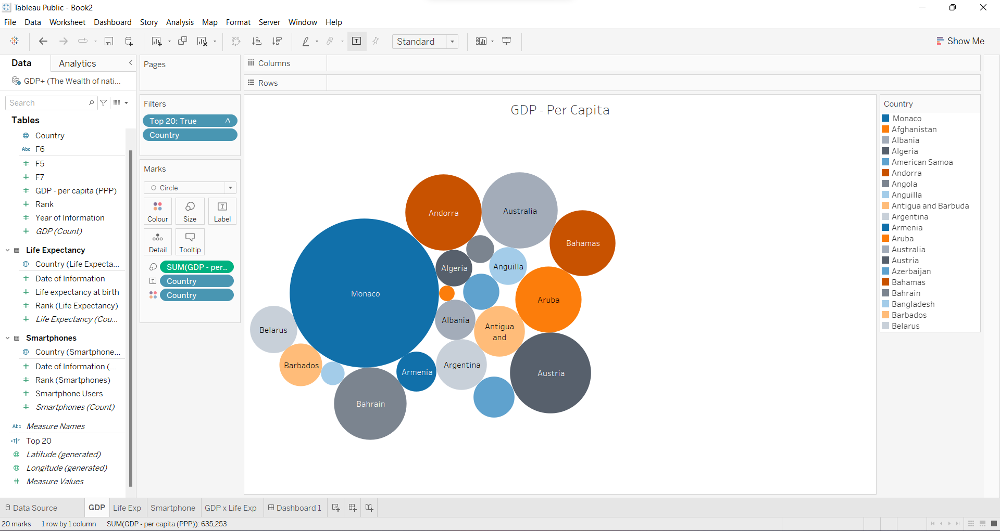 Tableau Public - Book2
File Data Worksheet Dashboard Story Analysis Map Format Server Window Help
Standard
Show Me
Data Analytics
GDP+ (The Wealth of nati...
Search
Tables
Country
Abc F6
F5
F7
GDP - per capita (PPP)
Rank
Year of Information
GDP (Count)
Life Expectancy
Country (Life Expecta...
Date of Information
Life expectancy at birth
Rank (Life Expectancy)
Life Expectancy (Cou...
Smartphones
Country (Smartphone...
Date of Information (...
Rank (Smartphones)
Smartphone Users
Smartphones (Count)
Abc Measure Names
=T|F Top 20
Latitude (generated)
Longitude (generated)
Measure Values
Pages
Filters
Top 20: True
Country
Marks
Circle
Colour Size Label
Detail Tooltip
SUM(GDP - per..
Country
Country
Columns
Rows
GDP - Per Capita
Andorra
Australia
Bahamas
Algeria
Anguilla
Monaco
Aruba
Albania
Antigua
and
Belarus
Barbados
Armenia
Argentina
Austria
Bahrain
Country
Monaco
Afghanistan
Albania
Algeria
American Samoa
Andorra
Angola
Anguilla
Antigua and Barbuda
Argentina
Armenia
Aruba
Australia
Austria
Azerbaijan
Bahamas
Bahrain
Bangladesh
Barbados
Belarus
Data Source GDP Life Exp Smartphone GDP x Life Exp Dashboard 1
20 marks 1 row by 1 column SUM(GDP - per capita (PPP)): 635,253